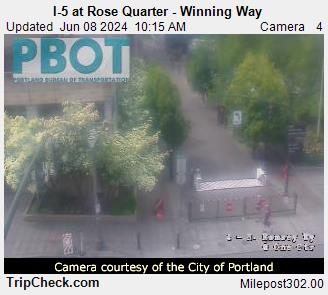 I-5 at Rose Quarter - Winning Way
Updated Jun 08 2024 10:15 AM Camera 4
PBOT
PORTLAND BUREAU OF TRANSPORTATION
Camera courtesy of the City of Portland
TripCheck.com Milepost302.00